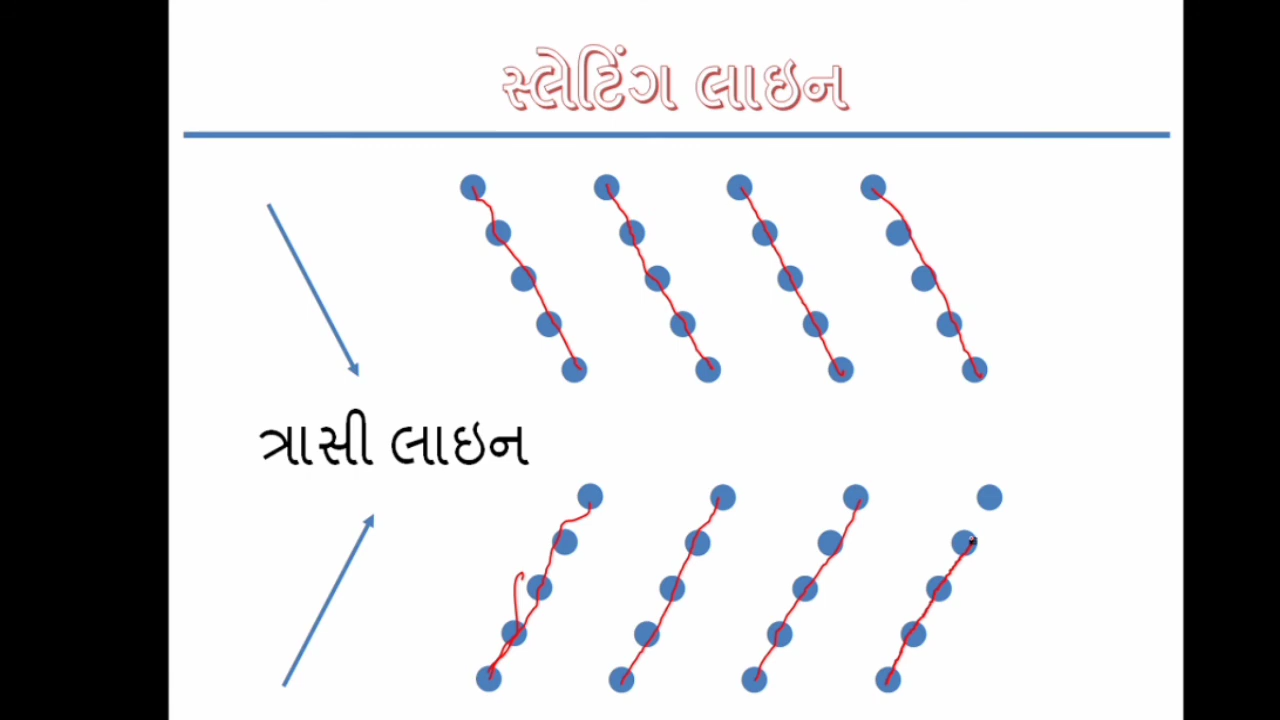 સ્લેટિંગ લાઇન
ત્રાસી લાઇન